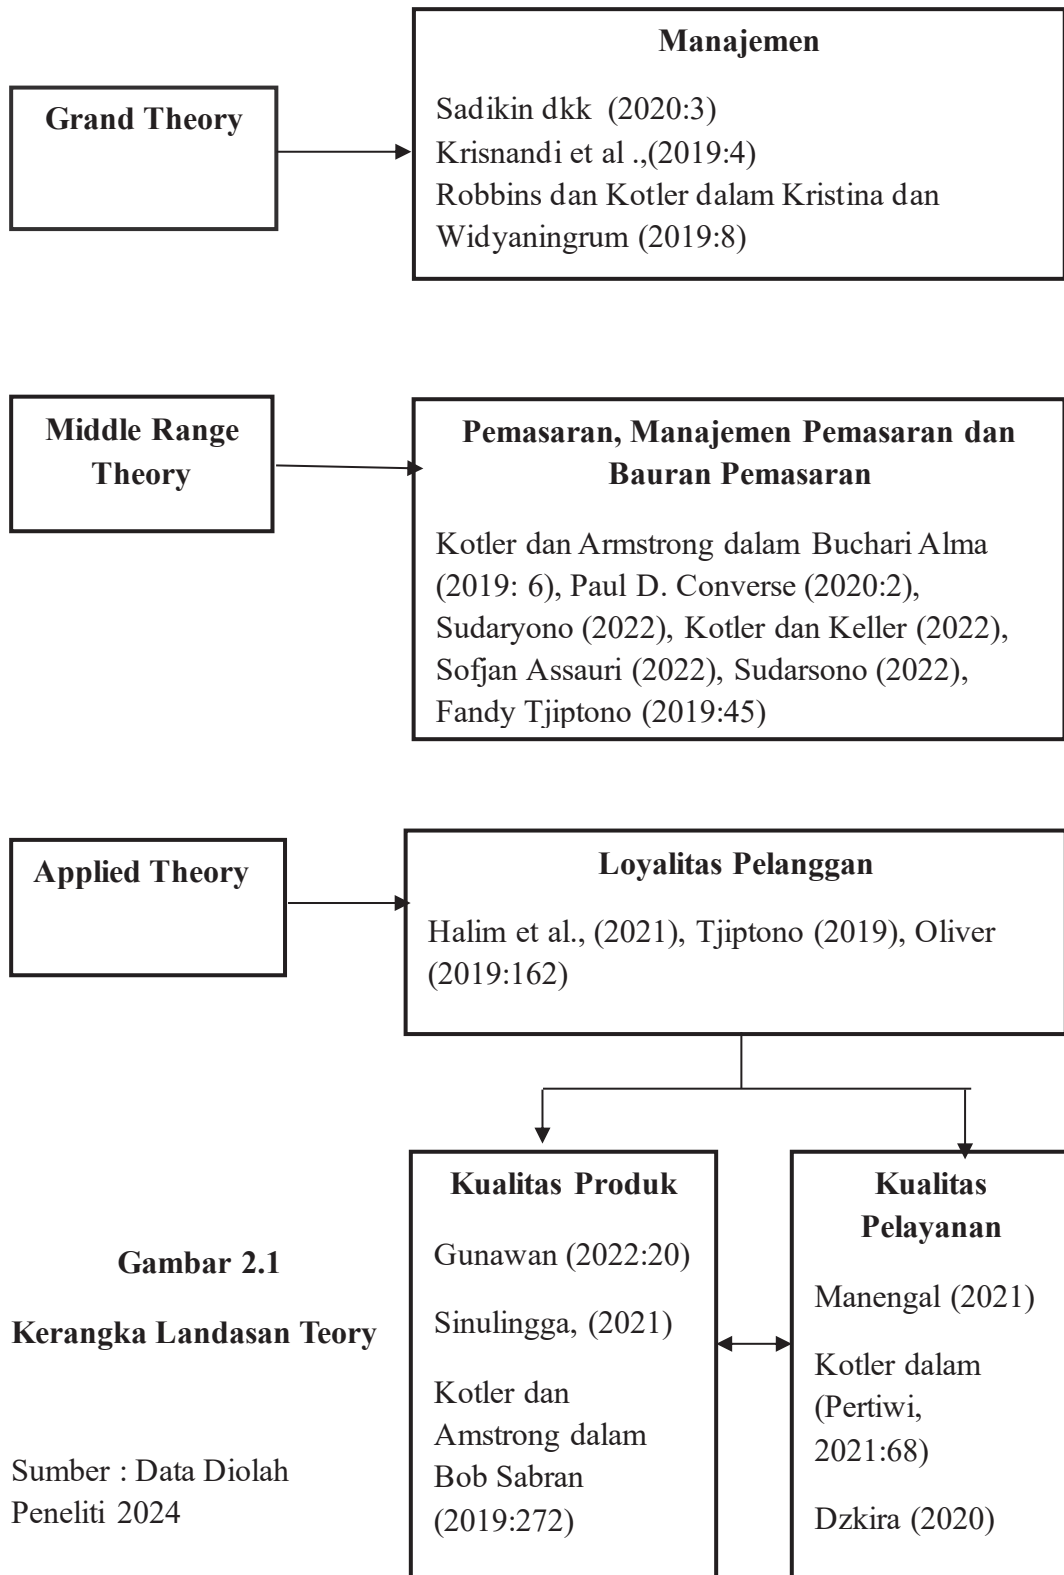 Grand Theory
Manajemen
Sadikin dkk (2020:3)
Krisnandi et al .,(2019:4)
Robbins dan Kotler dalam Kristina dan
Widyaningrum (2019:8)
Middle Range
Theory
Pemasaran, Manajemen Pemasaran dan
Bauran Pemasaran
Kotler dan Armstrong dalam Buchari Alma
(2019: 6), Paul D. Converse (2020:2),
Sudaryono (2022), Kotler dan Keller (2022),
Sofjan Assauri (2022), Sudarsono (2022),
Fandy Tjiptono (2019:45)
Applied Theory
Loyalitas Pelanggan
Halim et al., (2021), Tjiptono (2019), Oliver
(2019:162)
Kualitas Produk
Gunawan (2022:20)
Sinulingga, (2021)
Kotler dan
Amstrong dalam
Bob Sabran
(2019:272)
Kualitas
Pelayanan
Manengal (2021)
Kotler dalam
(Pertiwi,
2021:68)
Dzkira (2020)
Gambar 2.1
Kerangka Landasan Teory
Sumber : Data Diolah
Peneliti 2024